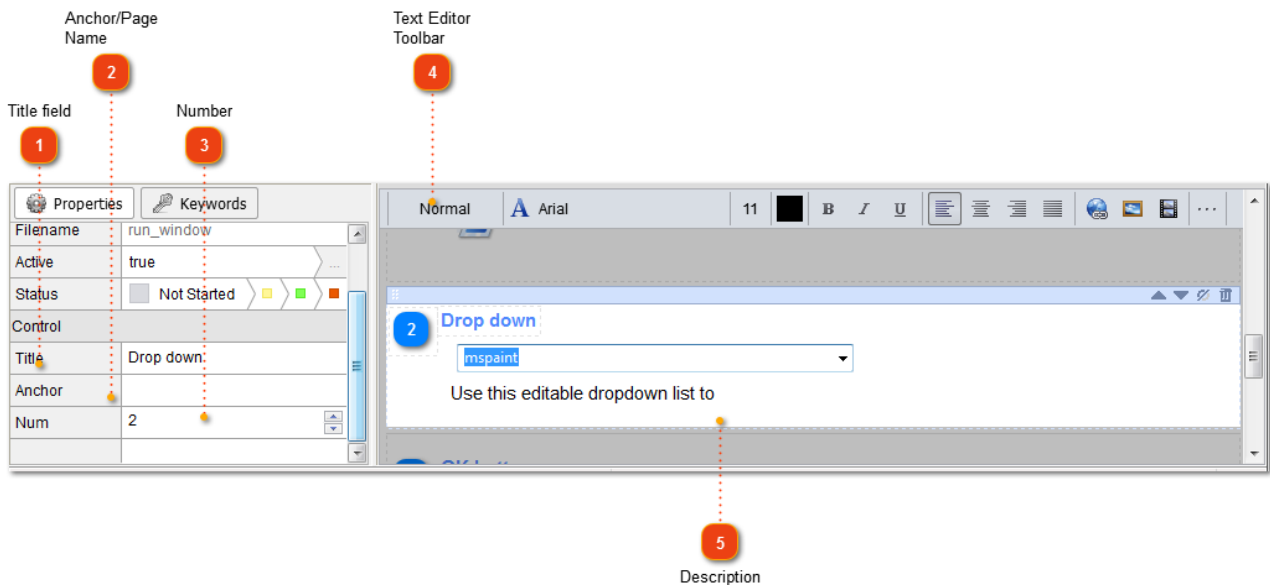 Anchor/Page
Name
Text Editor
Toolbar
2
4
Title field
Number
1
3
Properties
Keywords
Normal
A Arial
11
B I U
...
Filename
run_window
Active
true
...
Status
Not Started
Control
2
Drop down
Title
Drop down
mspaint
Anchor
Use this editable dropdown list to
Num
2
5
Description